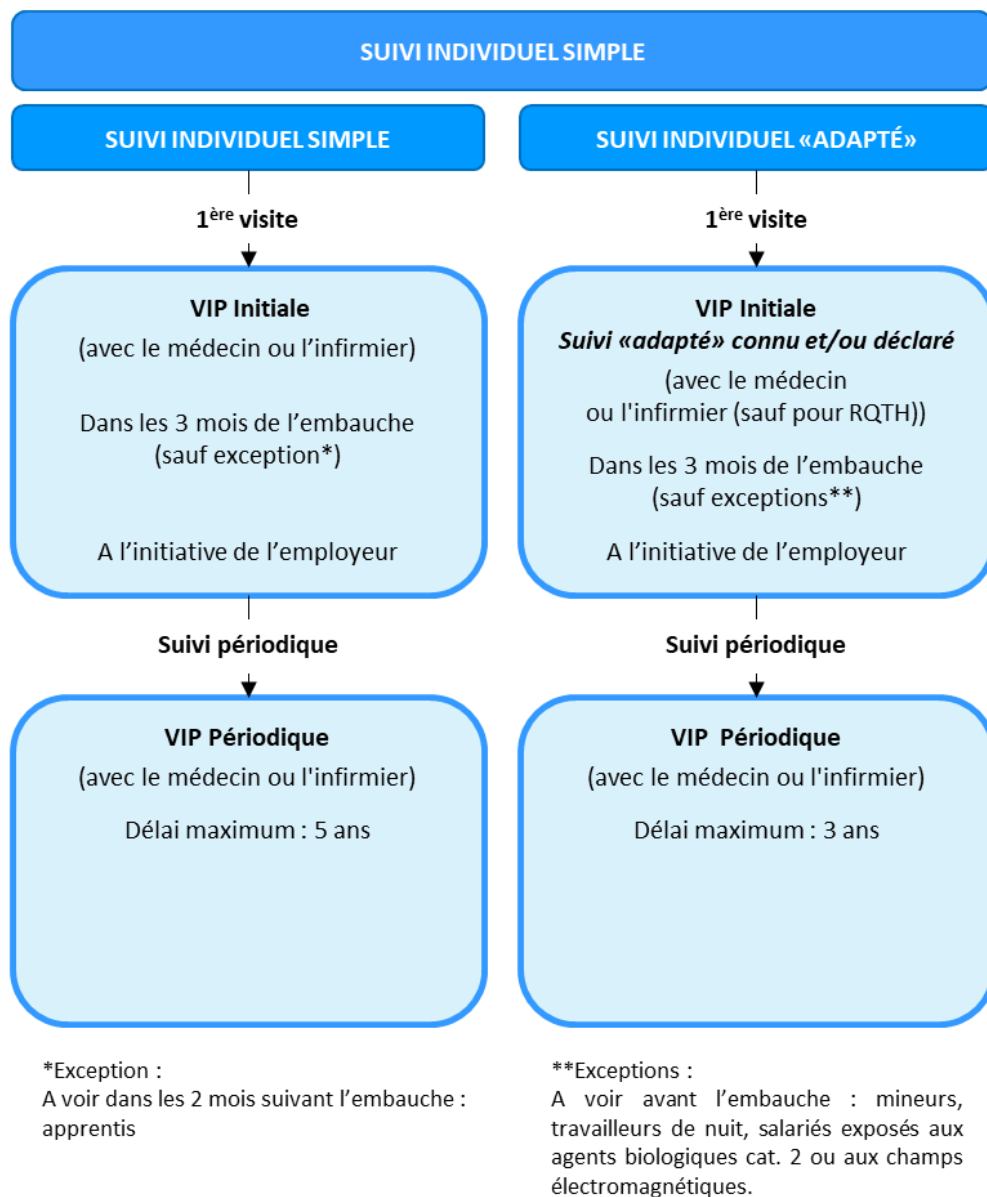 SUIVI INDIVIDUEL SIMPLE
SUIVI INDIVIDUEL SIMPLE
1ère visite
VIP Initiale
(avec le médecin ou l’infirmier)
Dans les 3 mois de l’embauche
(sauf exception*)
A l’initiative de l’employeur
Suivi périodique
VIP Périodique
(avec le médecin ou l'infirmier)
Délai maximum : 5 ans
*Exception :
A voir dans les 2 mois suivant l’embauche :
apprentis
SUIVI INDIVIDUEL «ADAPTÉ»
1ère visite
VIP Initiale
Suivi «adapté» connu et/ou déclaré
(avec le médecin
ou l'infirmier (sauf pour RQTH))
Dans les 3 mois de l’embauche
(sauf exceptions**)
A l’initiative de l’employeur
Suivi périodique
VIP Périodique
(avec le médecin ou l'infirmier)
Délai maximum : 3 ans
**Exceptions :
A voir avant l’embauche : mineurs,
travailleurs de nuit, salariés exposés aux
agents biologiques cat. 2 ou aux champs
électromagnétiques.